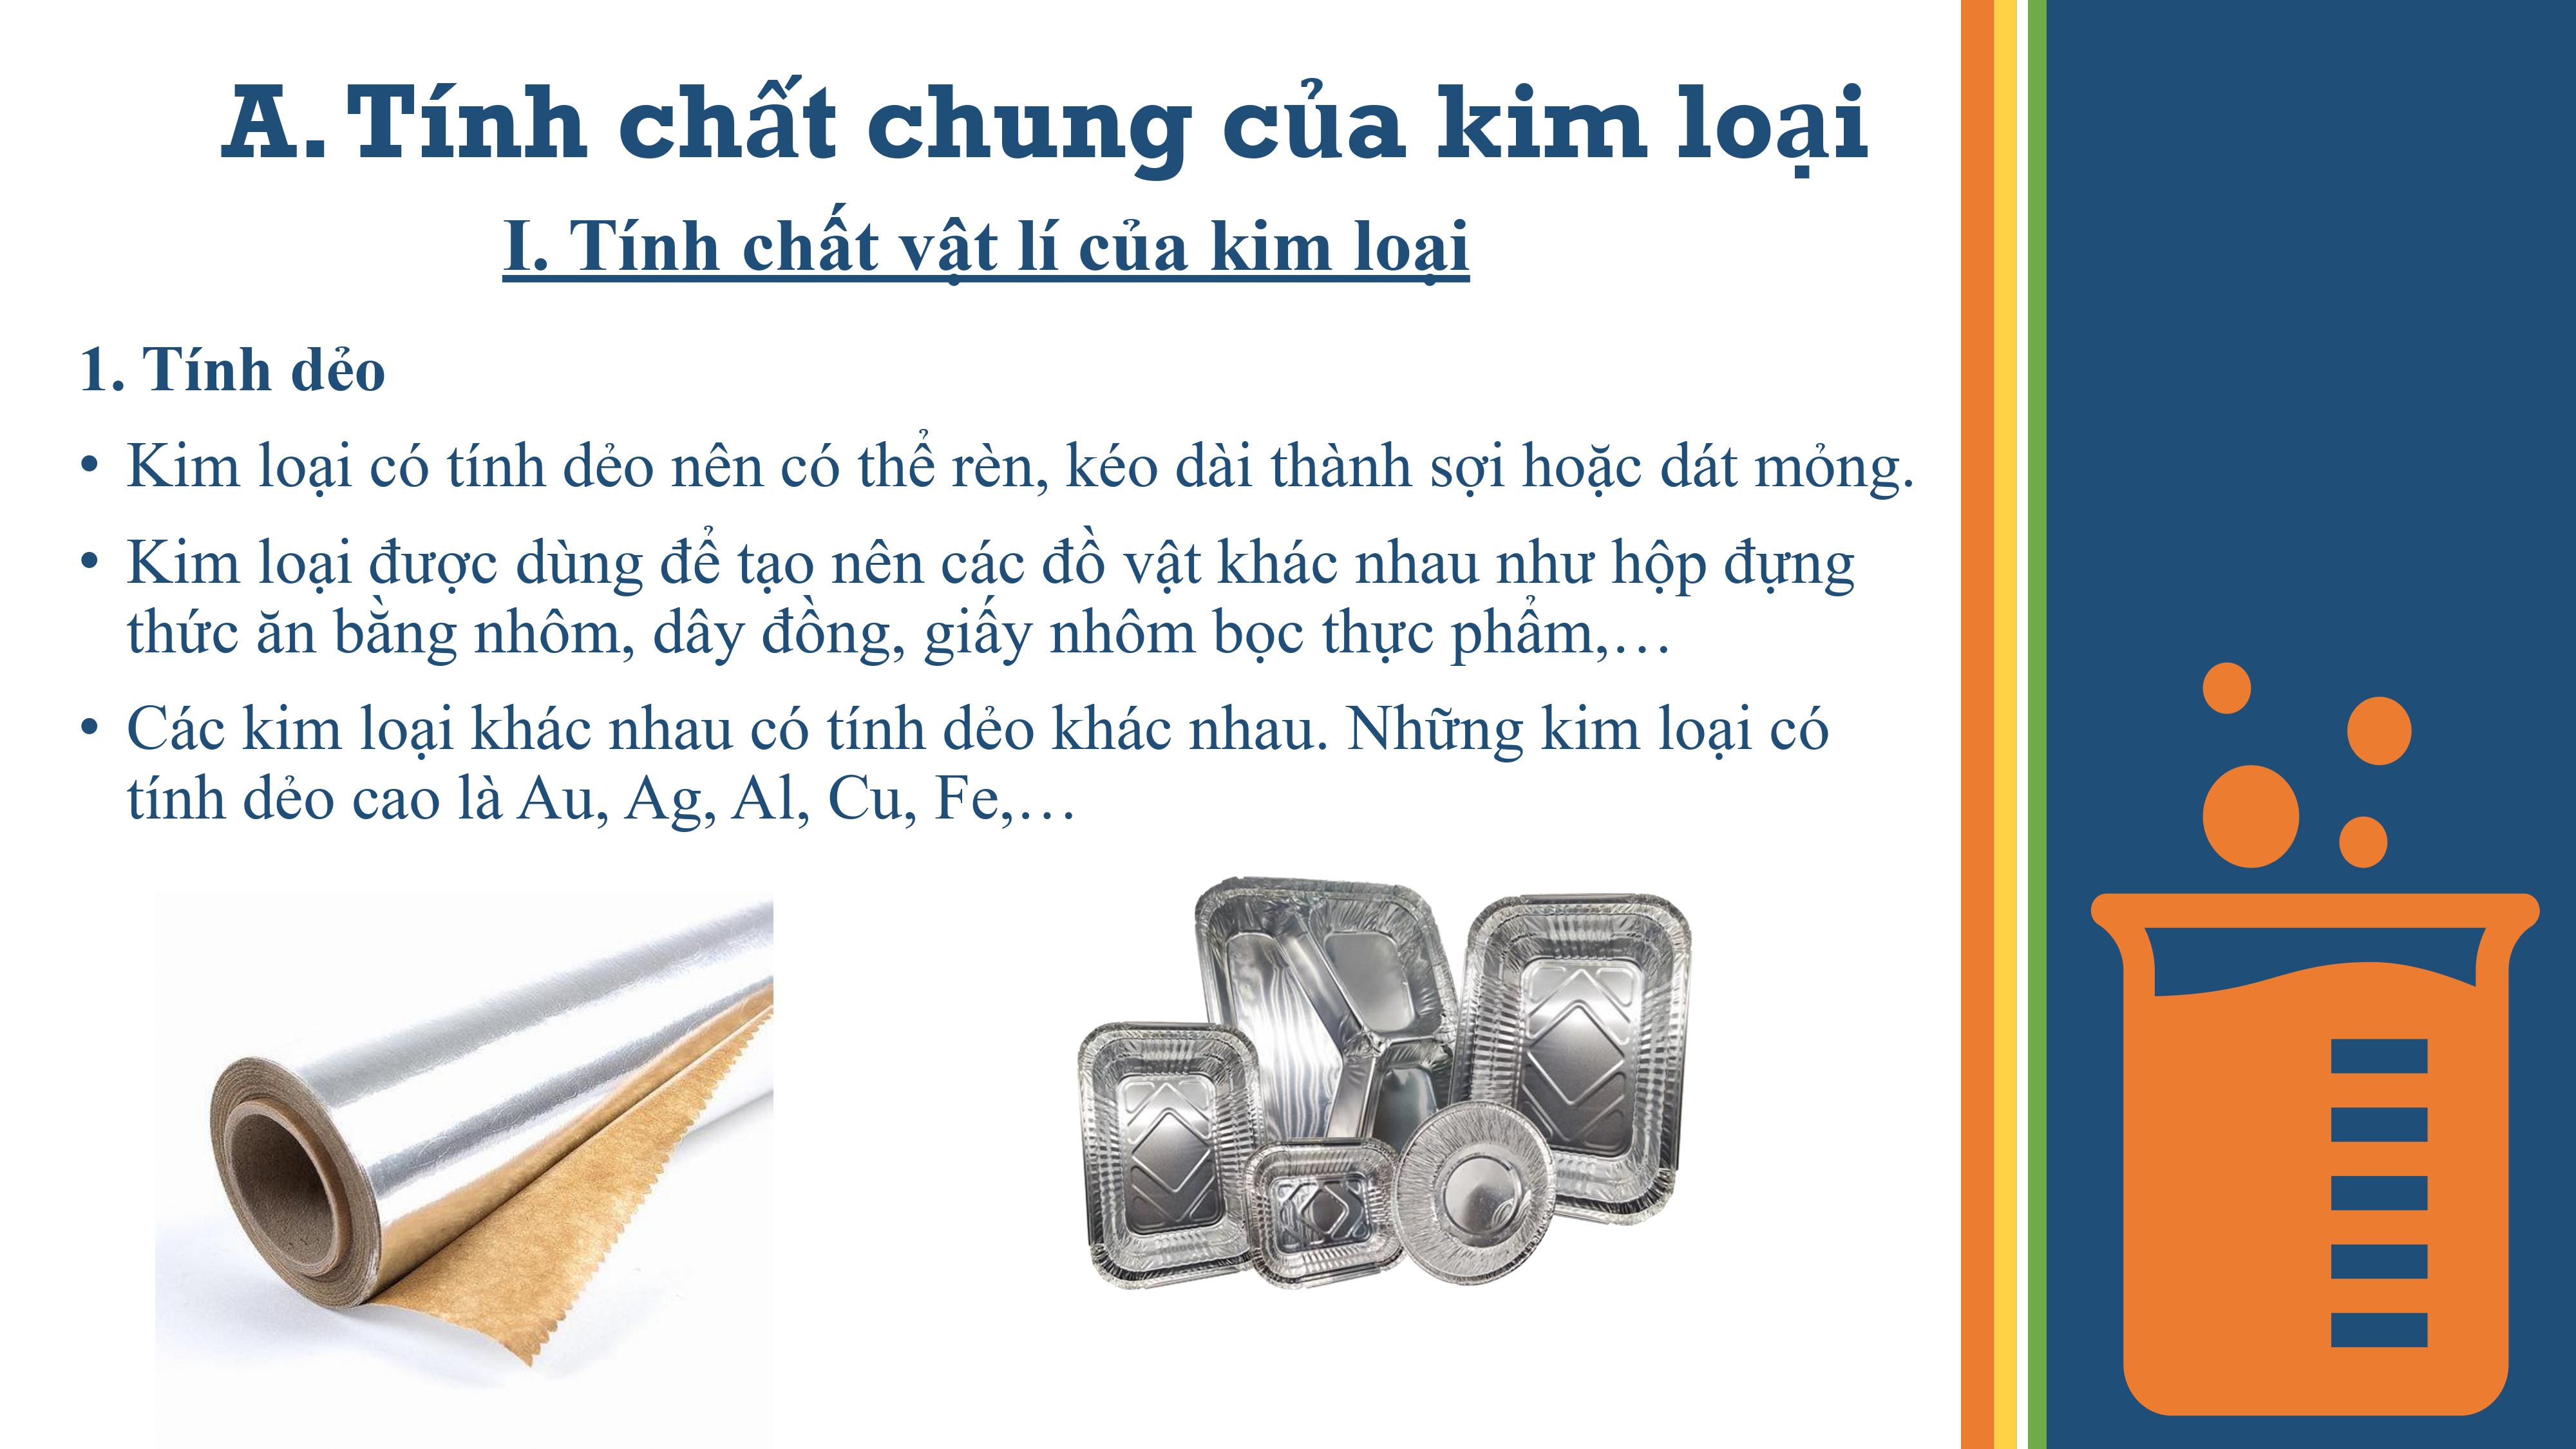 A. Tính chất chung của kim loại
I. Tính chất vật lí của kim loại
1. Tính dẻo
• Kim loại có tính dẻo nên có thể rèn, kéo dài thành sợi hoặc dát mỏng.
• Kim loại được dùng để tạo nên các đồ vật khác nhau như hộp đựng
thức ăn bằng nhôm, dây đồng, giấy nhôm bọc thực phẩm,…
• Các kim loại khác nhau có tính dẻo khác nhau. Những kim loại có
tính dẻo cao là Au, Ag, Al, Cu, Fe,…